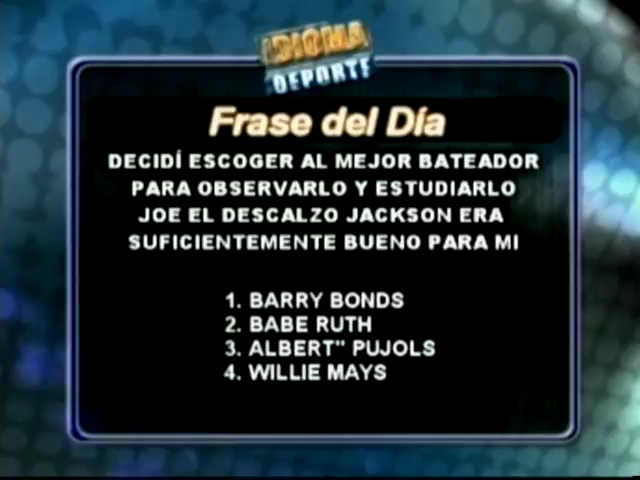 IDIOMA
DEPORTE
Frase del Día
DECIDÍ ESCOGER AL MEJOR BATEADOR
PARA OBSERVARLO Y ESTUDIARLO
JOE EL DESCALZO JACKSON ERA
SUFICIENTEMENTE BUENO PARA MI
1. BARRY BONDS
2. BABE RUTH
3. ALBERT" PUJOLS
4. WILLIE MAYS